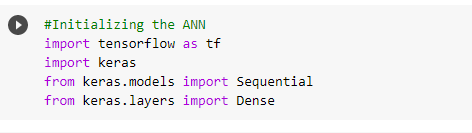 #Initializing the ANN
import tensorflow as tf
import keras
from keras.models import Sequential
from keras.layers import Dense